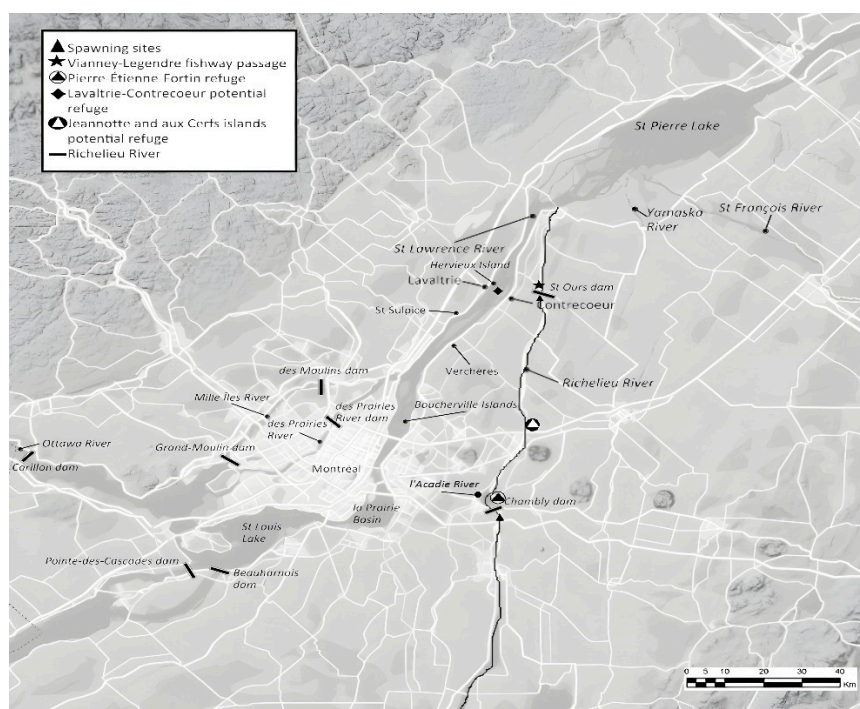 Spawning sites
Vianney-Legendre fishway passage
Pierre-Étienne-Fortin refuge
Lavaltrie-Contrecoeur potential
refuge
Jeannotte and aux Cerfs islands
potential refuge
Richelieu River
St Pierre Lake
Yamaska
River
St François River
St Lawrence River
Hervieux Island
Lavaltrie
St Ours dam
Contrecoeur
St Sulpice
Verchères
des Moulins dam
Richelieu River
Mille Îles River
des Prairies
River dam
Boucherville Islands
des Prairies
River
Ottawa River
Grand-Moulin dam
Carillon dam
Montréal
l'Acadie River
Chambly dam
la Prairie
Basin
St Louis
Lake
Pointe-des-Cascades dam
Beauharnois
dam
0 5 10 20 30 40
Km